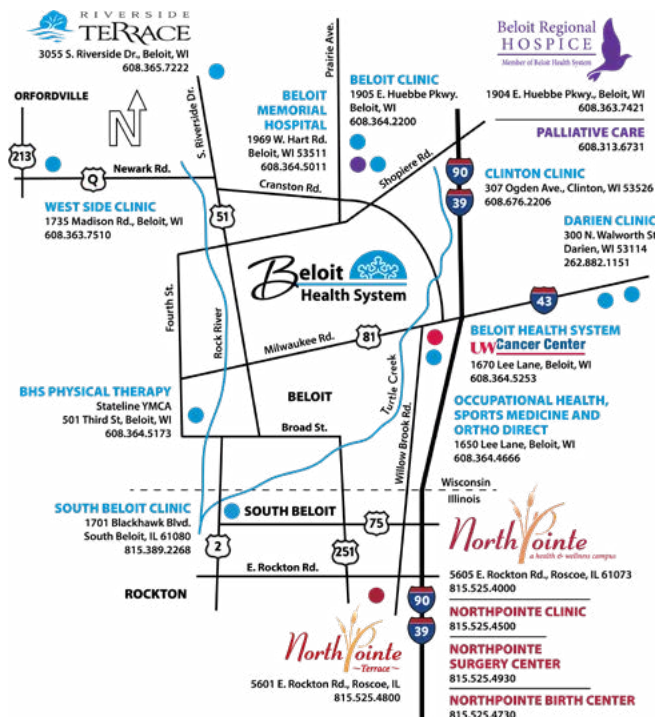 RIVERSIDE
TERRACE
3055 S. Riverside Dr., Beloit, WI
608.365.7222
Prairie Ave.
Beloit Regional
HOSPICE
Member of Beloit Health System
1904 E. Huebbe Pkwy., Beloit, WI
608.363.7421
PALLIATIVE CARE
608.313.6731
BELOIT CLINIC
1905 E. Huebbe Pkwy.
Beloit, WI
608.364.2200
BELOIT
MEMORIAL
HOSPITAL
1969 W. Hart Rd.
Beloit, WI 53511
608.364.5011
ORFORDVILLE
N
S. Riverside Dr.
213
Q
Newark Rd.
Cranston Rd.
Shopiere Rd.
90
39
CLINTON CLINIC
307 Ogden Ave., Clinton, WI 53526
608.676.2206
WEST SIDE CLINIC
1735 Madison Rd., Beloit, WI
608.363.7510
51
DARIEN CLINIC
300 N. Walworth St
Darien, WI 53114
262.882.1151
Beloit
Health System
43
Fourth St.
Rock River
Milwaukee Rd.
81
Turtle Creek
Willow Brook Rd.
BELOIT HEALTH SYSTEM
UW Cancer Center
1670 Lee Lane, Beloit, WI
608.364.5253
BHS PHYSICAL THERAPY
Stateline YMCA
501 Third St, Beloit, WI
608.364.5173
BELOIT
Broad St.
OCCUPATIONAL HEALTH,
SPORTS MEDICINE AND
ORTHO DIRECT
1650 Lee Lane, Beloit, WI
608.364.4666
Wisconsin
Illinois
SOUTH BELOIT CLINIC
1701 Blackhawk Blvd.
South Beloit, IL 61080
815.389.2268
SOUTH BELOIT
75
2
251
E. Rockton Rd.
ROCKTON
NorthPointe
a health & wellness campus
5605 E. Rockton Rd., Roscoe, IL 61073
815.525.4000
90
39
NORTHPOINTE CLINIC
815.525.4500
NORTHPOINTE
SURGERY CENTER
815.525.4930
NORTHPOINTE BIRTH CENTER
815.525.4730
NorthPointe
~Terrace~
5601 E. Rockton Rd., Roscoe, IL
815.525.4800